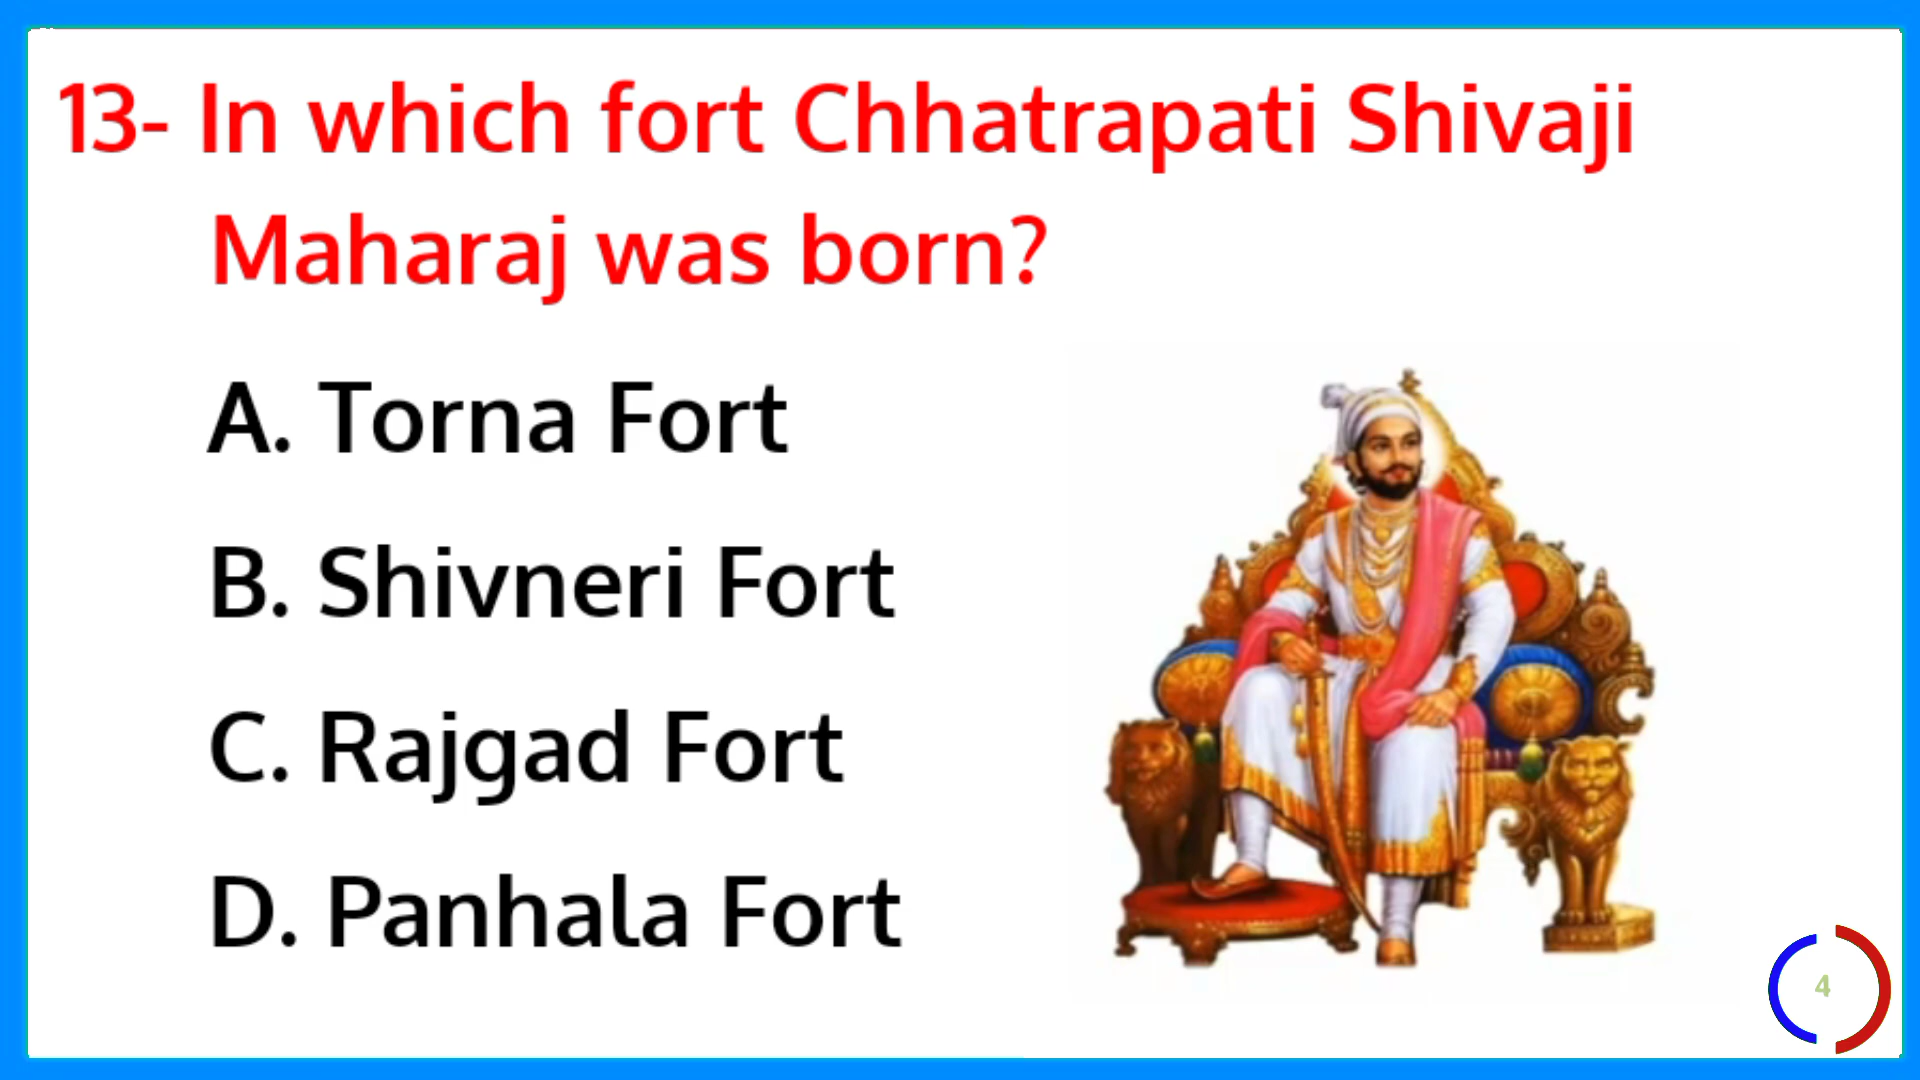 13- In which fort Chhatrapati Shivaji
Maharaj was born?
A. Torna Fort
B. Shivneri Fort
C. Rajgad Fort
D. Panhala Fort
4